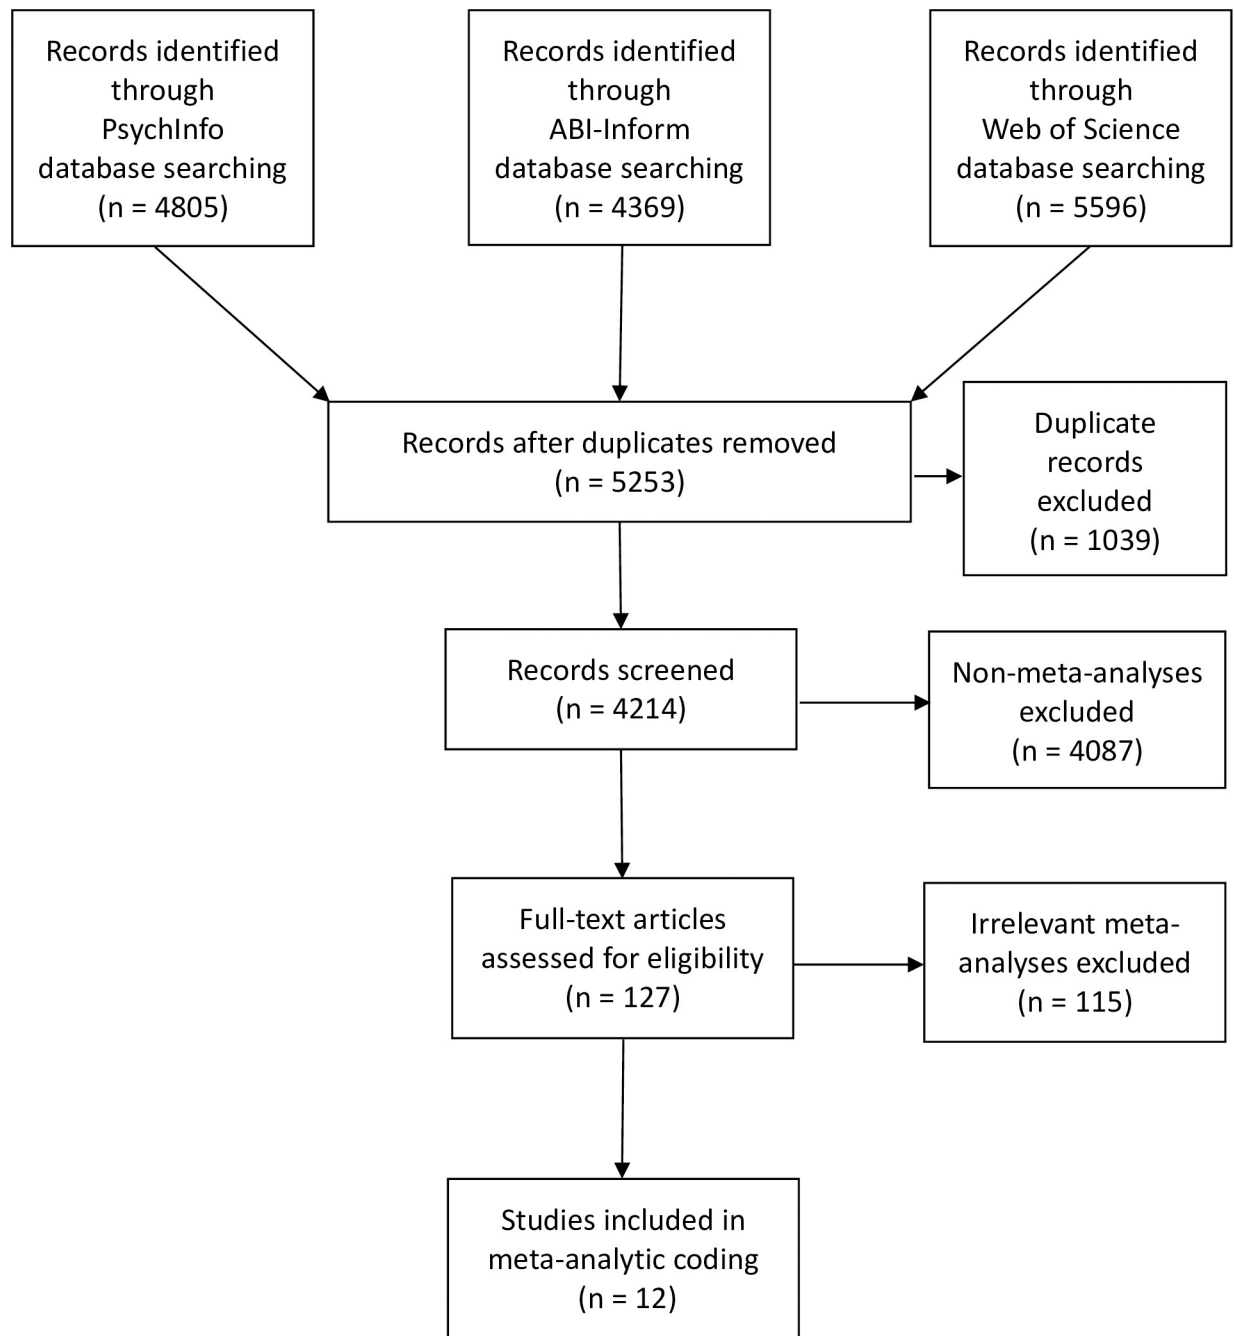 Records identified
through
PsychInfo
database searching
(n = 4805)
Records identified
through
ABI-Inform
database searching
(n = 4369)
Records identified
through
Web of Science
database searching
(n = 5596)
Records after duplicates removed
(n = 5253)
Duplicate
records
excluded
(n = 1039)
Records screened
(n = 4214)
Non-meta-analyses
excluded
(n = 4087)
Full-text articles
assessed for eligibility
(n = 127)
Irrelevant meta-
analyses excluded
(n = 115)
Studies included in
meta-analytic coding
(n = 12)